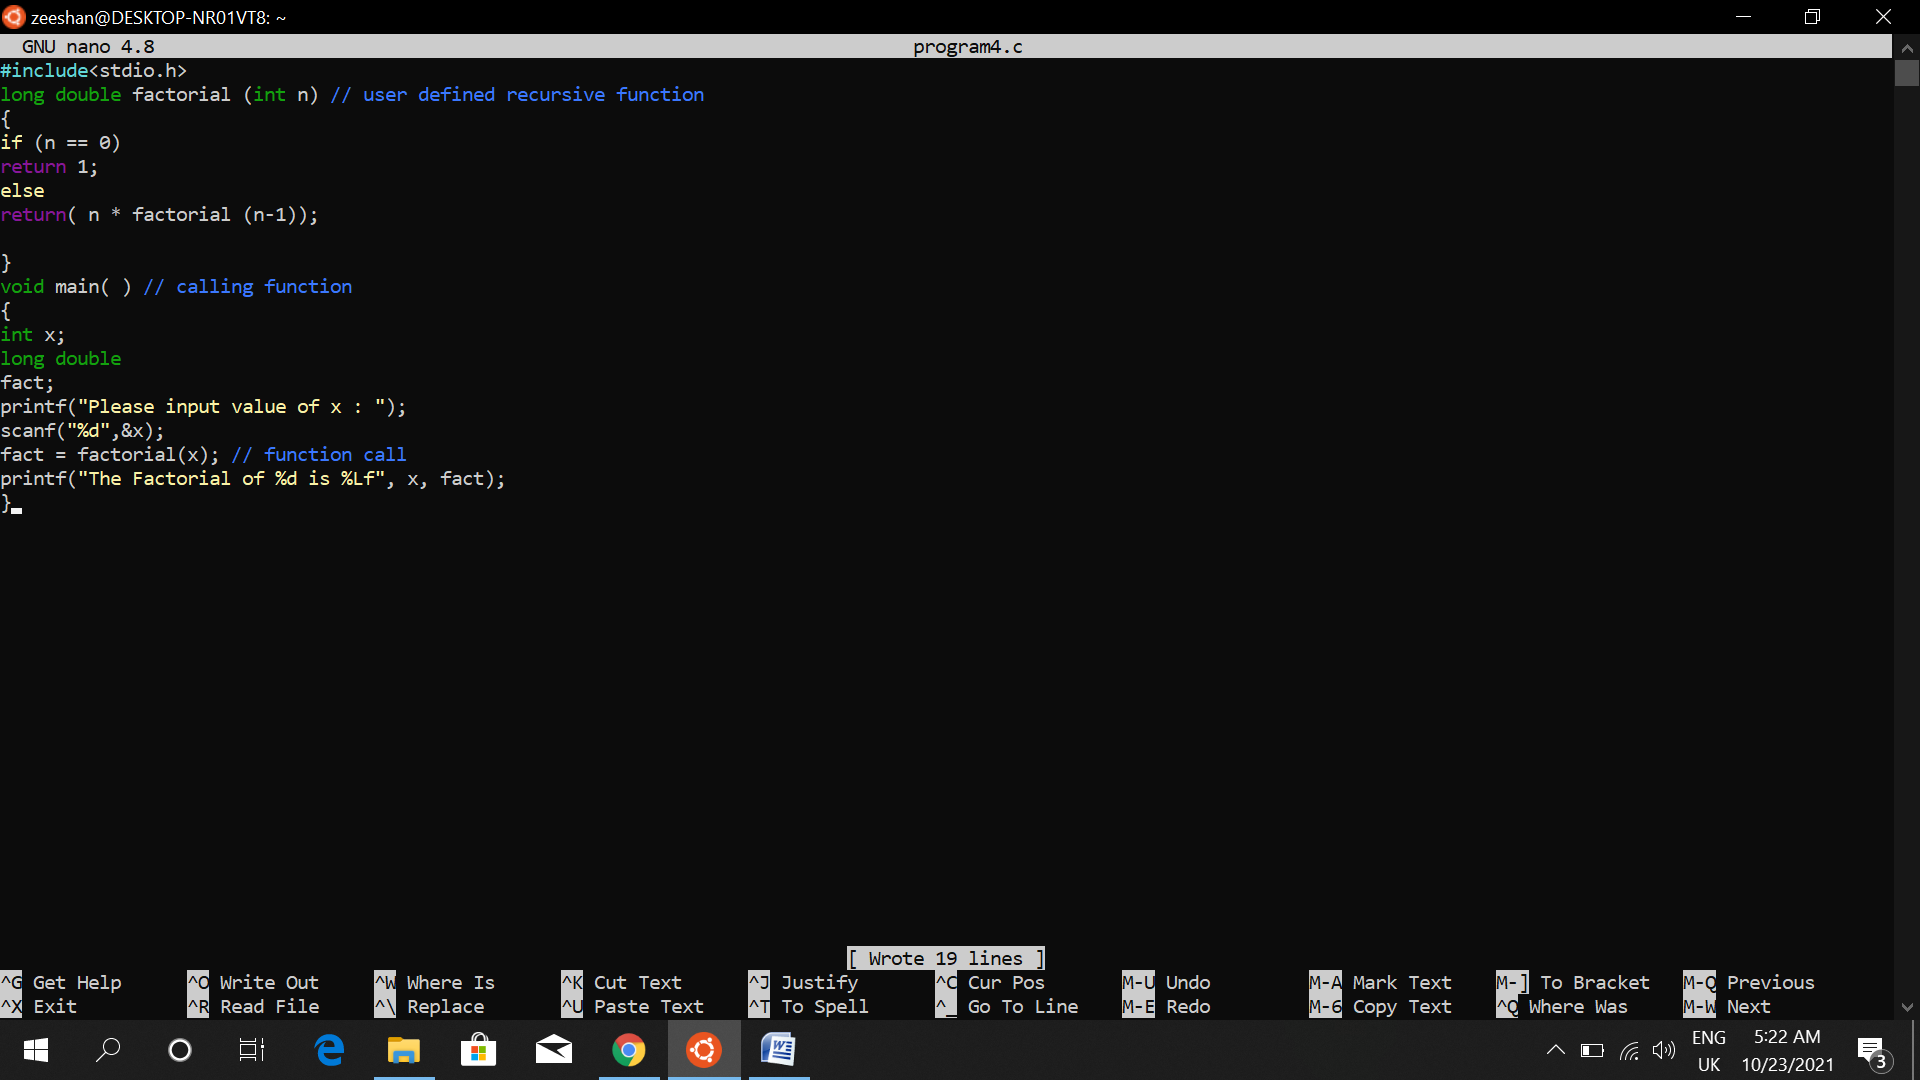 zeeshan@DESKTOP-NR01VT8: ~
GNU nano 4.8 program4.c
#include<stdio.h>
long double factorial (int n) // user defined recursive function
{
if (n == 0)
return 1;
else
return( n * factorial (n-1));
}
void main( ) // calling function
{
int x;
long double
fact;
printf("Please input value of x : ");
scanf("%d",&x);
fact = factorial(x); // function call
printf("The Factorial of %d is %Lf", x, fact);
}
[ Wrote 19 lines ]
^G Get Help ^O Write Out ^W Where Is ^K Cut Text ^J Justify ^C Cur Pos M-U Undo M-A Mark Text M-] To Bracket M-Q Previous
^X Exit ^R Read File ^\ Replace ^U Paste Text ^T To Spell ^_ Go To Line M-E Redo M-6 Copy Text ^Q Where Was M-W Next
ENG 5:22 AM
UK 10/23/2021 3